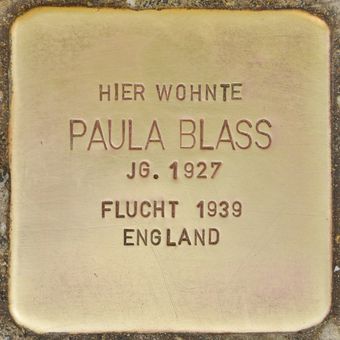 HIER WOHNTE
PAULA BLASS
JG. 1927
FLUCHT 1939
ENGLAND